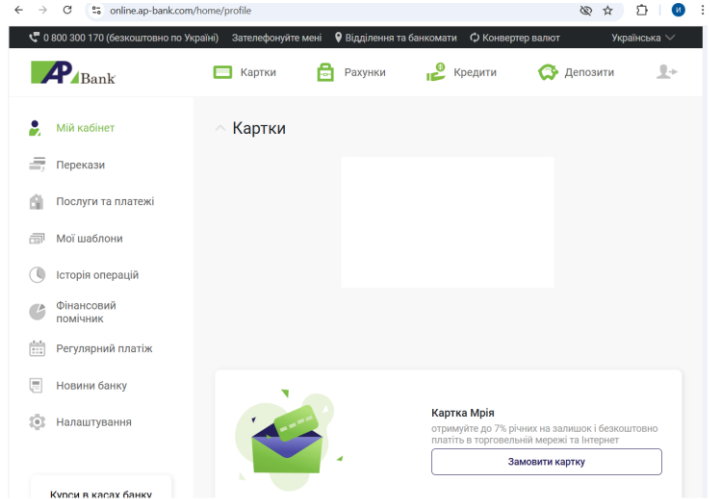 online.ap-bank.com/home/profile
И
0 800 300 170 (безкоштовно по Україні) Зателефонуйте мені Відділення та банкомати Конвертер валют Українська
AP Bank
Картки Рахунки Кредити Депозити
Мій кабінет
Перекази
Послуги та платежі
Мої шаблони
Історія операцій
Фінансовий
помічник
Регулярний платіж
Новини банку
Налаштування
Курси в касах банку
Картки
Картка Мрія
отримуйте до 7% річних на залишок і безкоштовно
платіть в торговельній мережі та Інтернет
Замовити картку